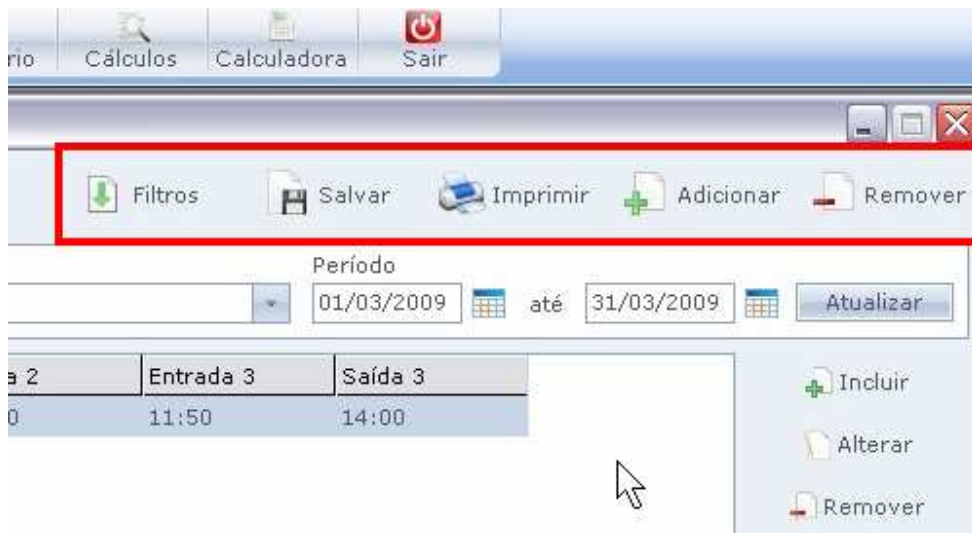 rio Cálculos Calculadora Sair
Filtros Salvar Imprimir Adicionar Remover
Período
01/03/2009 até 31/03/2009 Atualizar
a 2 Entrada 3 Saída 3
0 11:50 14:00
Incluir
Alterar
Remover